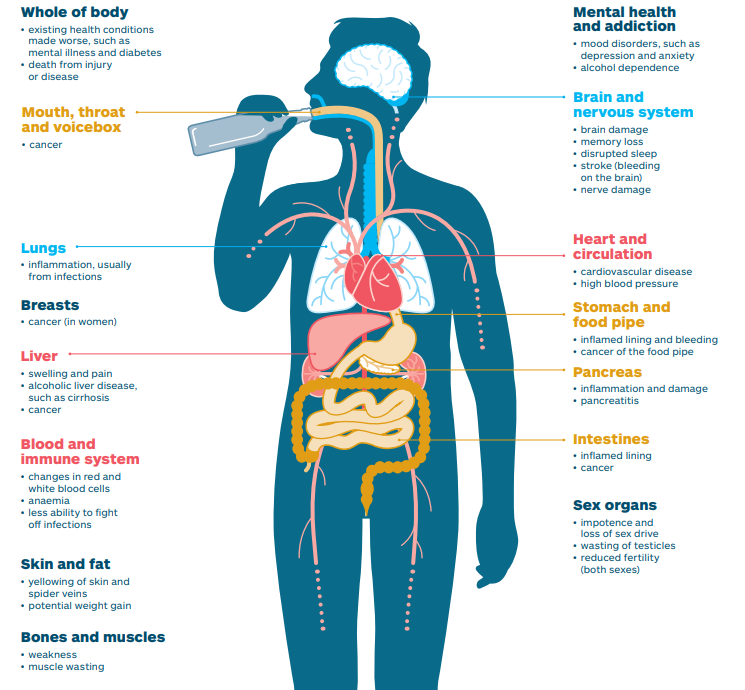 Whole of body
• existing health conditions
made worse, such as
mental illness and diabetes
• death from injury
or disease
Mouth, throat
and voicebox
• cancer
Lungs
• inflammation, usually
from infections
Breasts
• cancer (in women)
Liver
• swelling and pain
• alcoholic liver disease,
such as cirrhosis
• cancer
Blood and
immune system
• changes in red and
white blood cells
• anaemia
• less ability to fight
off infections
Skin and fat
• yellowing of skin and
spider veins
• potential weight gain
Bones and muscles
• weakness
• muscle wasting
Mental health
and addiction
• mood disorders, such as
depression and anxiety
• alcohol dependence
Brain and
nervous system
• brain damage
• memory loss
• disrupted sleep
• stroke (bleeding
on the brain)
• nerve damage
Heart and
circulation
• cardiovascular disease
• high blood pressure
Stomach and
food pipe
• inflamed lining and bleeding
• cancer of the food pipe
Pancreas
• inflammation and damage
• pancreatitis
Intestines
• inflamed lining
• cancer
Sex organs
• impotence and
loss of sex drive
• wasting of testicles
• reduced fertility
(both sexes)